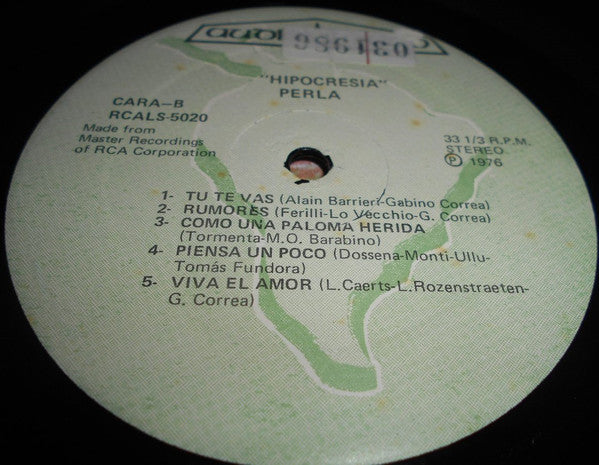 031986
"HIPOCRESIA"
PERLA
CARA-B
RCALS-5020
Made from
Master Recordings
of RCA Corporation
33 1/3 R.P.M.
STEREO
Ⓟ 1976
1- TU TE VAS (Alain Barrieri-Gabino Correa)
2- RUMORES (Ferilli-Lo Vecchio-G. Correa)
3- COMO UNA PALOMA HERIDA
(Tormenta-M.O. Barabino)
4- PIENSA UN POCO (Dossena-Monti-Ullu-
Tomás Fundora)
5- VIVA EL AMOR (L.Caerts-L.Rozenstraeten-
G. Correa)